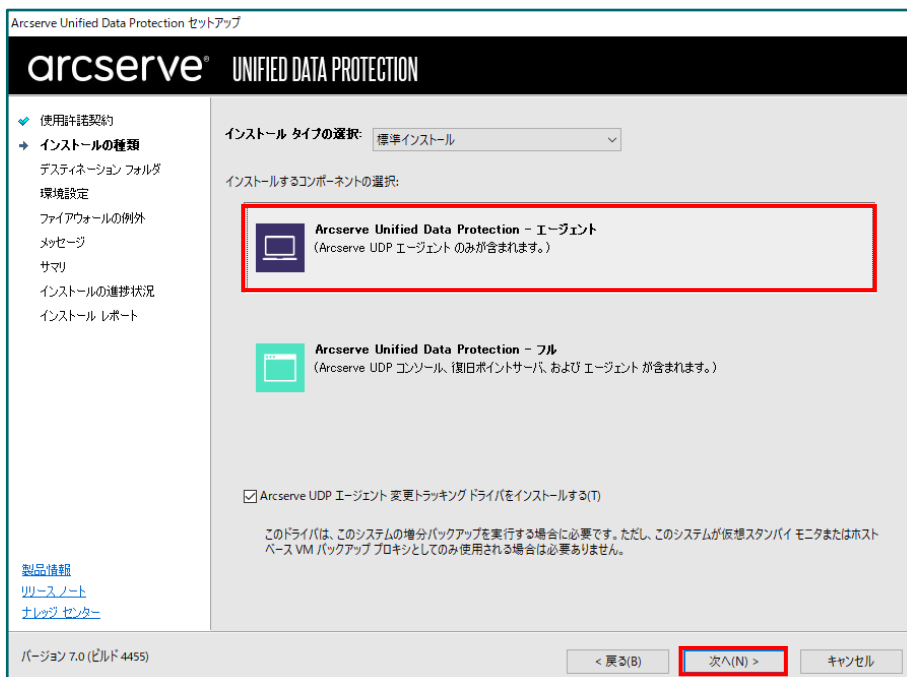 Arcserve Unified Data Protection セットアップ
arcserve® UNIFIED DATA PROTECTION
使用許諾契約
インストールの種類
デスティネーション フォルダ
環境設定
ファイアウォールの例外
メッセージ
サマリ
インストールの進捗状況
インストール レポート
製品情報
リリース ノート
ナレッジ センター
インストール タイプの選択: 標準インストール
インストールするコンポーネントの選択:
Arcserve Unified Data Protection - エージェント
(Arcserve UDP エージェント のみが含まれます。)
Arcserve Unified Data Protection - フル
(Arcserve UDP コンソール、復旧ポイントサーバ、および エージェント が含まれます。)
Arcserve UDP エージェント 変更トラッキング ドライバをインストールする(T)
このドライバは、このシステムの増分バックアップを実行する場合に必要です。ただし、このシステムが仮想スタンバイ モニタまたはホスト
ベース VM バックアップ プロキシとしてのみ使用される場合は必要ありません。
バージョン 7.0 (ビルド 4455)
< 戻る(B) 次へ(N) > キャンセル